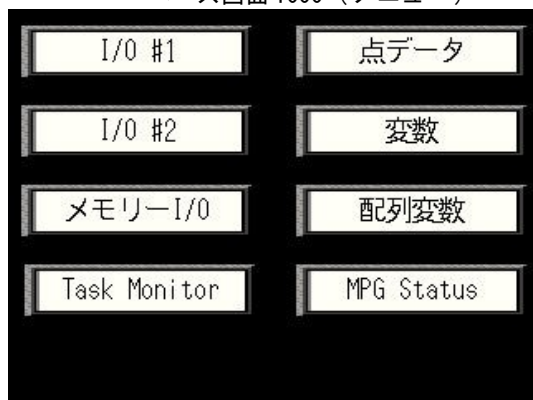 I/O #1
点データ
I/O #2
変数
メモリーI/O
配列変数
Task Monitor
MPG Status